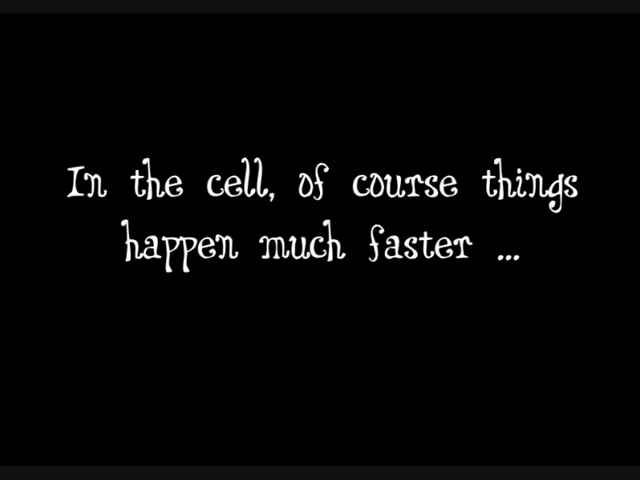 In the cell, of course things
happen much faster ...